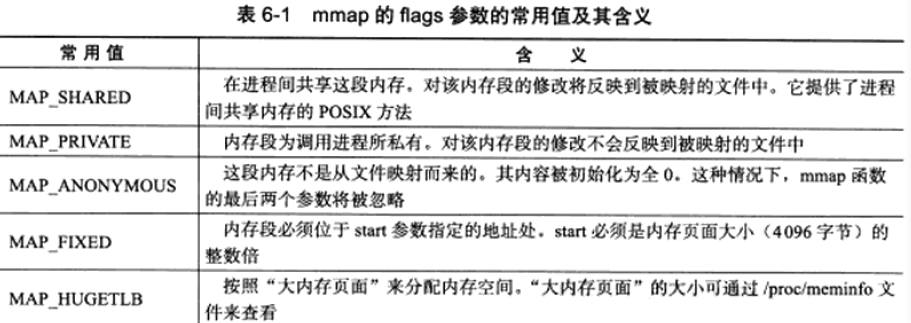 表 6-1 mmap 的 flags 参数的常用值及其含义
常 用 值 含 义
MAP_SHARED 在进程间共享这段内存。对该内存段的修改将反映到被映射的文件中。它提供了进程
间共享内存的 POSIX 方法
MAP_PRIVATE 内存段为调用进程所私有。对该内存段的修改不会反映到被映射的文件中
MAP_ANONYMOUS 这段内存不是从文件映射而来的。其内容被初始化为全 0。这种情况下，mmap 函数
的最后两个参数将被忽略
MAP_FIXED 内存段必须位于 start 参数指定的地址处。start 必须是内存页面大小（4096 字节）的
整数倍
MAP_HUGETLB 按照“大内存页面”来分配内存空间。“大内存页面”的大小可通过 /proc/meminfo 文
件来查看